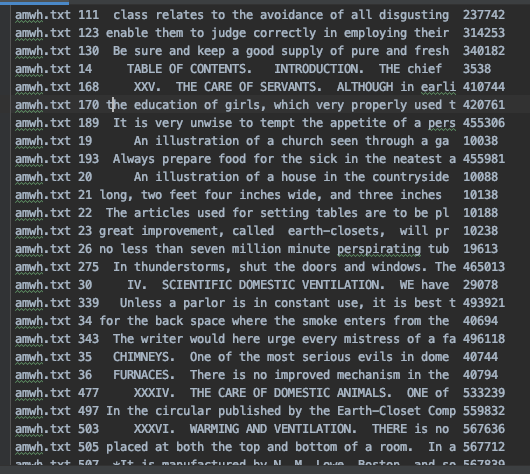 amwh.txt 111  class relates to the avoidance of all disgusting  237742
amwh.txt 123 enable them to judge correctly in employing their  314253
amwh.txt 130  Be sure and keep a good supply of pure and fresh  340182
amwh.txt 14    TABLE OF CONTENTS.   INTRODUCTION.  THE chief  3538
amwh.txt 168    XXV.  THE CARE OF SERVANTS.  ALTHOUGH in earli 410744
amwh.txt 170 the education of girls, which very properly used t 420761
amwh.txt 189  It is very unwise to tempt the appetite of a pers 455306
amwh.txt 19     An illustration of a church seen through a ga  10038
amwh.txt 193  Always prepare food for the sick in the neatest a 455981
amwh.txt 20     An illustration of a house in the countryside  10088
amwh.txt 21 long, two feet four inches wide, and three inches  10138
amwh.txt 22  The articles used for setting tables are to be pl  10188
amwh.txt 23 great improvement, called  earth-closets,  will pr  10238
amwh.txt 26 no less than seven million minute perspirating tub  19613
amwh.txt 275  In thunderstorms, shut the doors and windows. The 465013
amwh.txt 30    IV.  SCIENTIFIC DOMESTIC VENTILATION.  WE have  29078
amwh.txt 339   Unless a parlor is in constant use, it is best t 493921
amwh.txt 34 for the back space where the smoke enters from the  40694
amwh.txt 343  The writer would here urge every mistress of a fa 496118
amwh.txt 35  CHIMNEYS.  One of the most serious evils in dome  40744
amwh.txt 36  FURNACES.  There is no improved mechanism in the  40794
amwh.txt 477    XXXIV.  THE CARE OF DOMESTIC ANIMALS.  ONE of  533239
amwh.txt 497 In the circular published by the Earth-Closet Comp 559832
amwh.txt 503    XXXVI.  WARMING AND VENTILATION.  THERE is no  567636
amwh.txt 505 placed at both the top and bottom of a room.  In a 567712
amwh.txt 507  *It is manufactured by N. M. Lowe, Boston, and so 567839